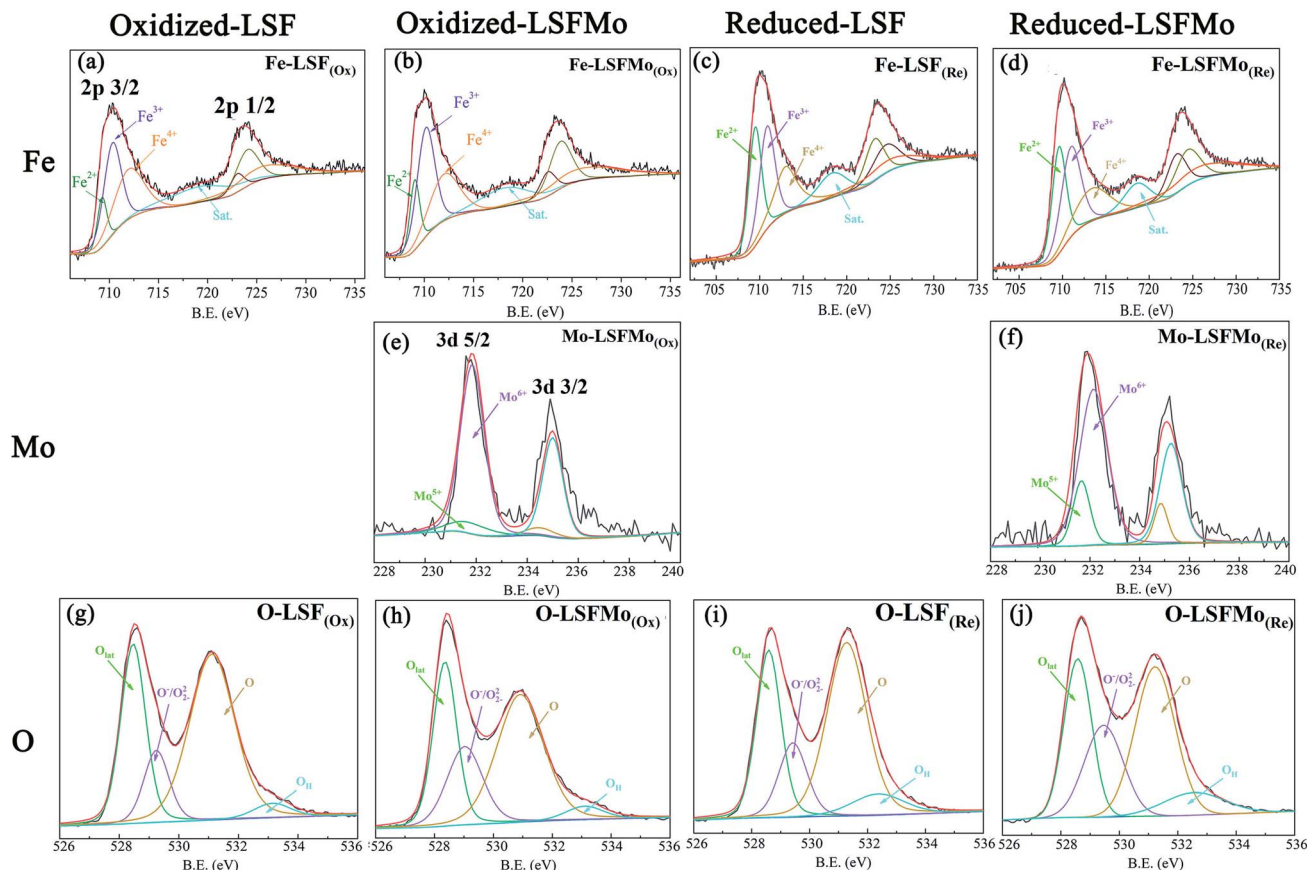 Oxidized-LSF
Oxidized-LSFMo
Reduced-LSF
Reduced-LSFMo
Fe
(a)
Fe-LSF(Ox)
2p 3/2
2p 1/2
Fe3+
Fe4+
Fe2+
Sat.
710 715 720 725 730 735
B.E. (eV)
(b)
Fe-LSFMo(Ox)
Fe3+
Fe4+
Fe2+
Sat.
710 715 720 725 730 735
B.E. (eV)
(c)
Fe-LSF(Re)
Fe2+
Fe3+
Fe4+
Sat.
705 710 715 720 725 730 735
B.E. (eV)
(d)
Fe-LSFMo(Re)
Fe2+
Fe3+
Fe4+
Sat.
705 710 715 720 725 730 735
B.E. (eV)
Mo
(e)
Mo-LSFMo(Ox)
3d 5/2
3d 3/2
Mo6+
Mo5+
228 230 232 234 236 238 240
B.E. (eV)
(f)
Mo-LSFMo(Re)
Mo6+
Mo5+
228 230 232 234 236 238 240
B.E. (eV)
O
(g)
O-LSF(Ox)
Olat
O-/O22-
O
OH
526 528 530 532 534 536
B.E. (eV)
(h)
O-LSFMo(Ox)
Olat
O-/O22-
O
OH
526 528 530 532 534 536
B.E. (eV)
(i)
O-LSF(Re)
Olat
O-/O22-
O
OH
526 528 530 532 534 536
B.E. (eV)
(j)
O-LSFMo(Re)
Olat
O-/O22-
O
OH
526 528 530 532 534 536
B.E. (eV)